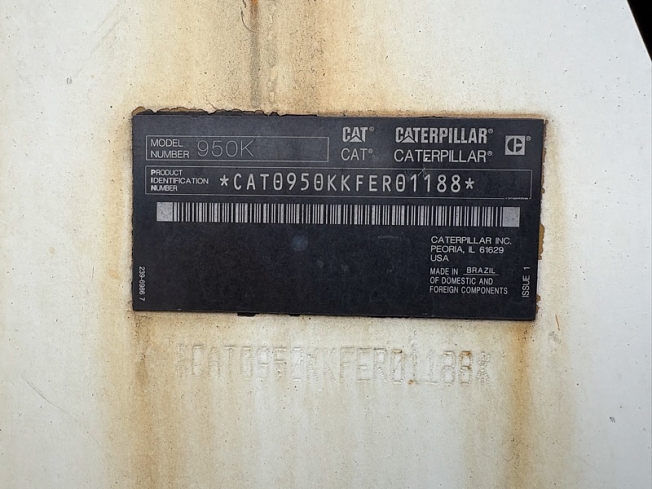 MODEL NUMBER 950K
CAT® CATERPILLAR®
CAT® CATERPILLAR®
PRODUCT IDENTIFICATION NUMBER *CAT0950KKFER01188*
CATERPILLAR INC.
PEORIA, IL 61629
USA
MADE IN BRAZIL
OF DOMESTIC AND
FOREIGN COMPONENTS
ISSUE 1
*CAT0950KKFER01188*